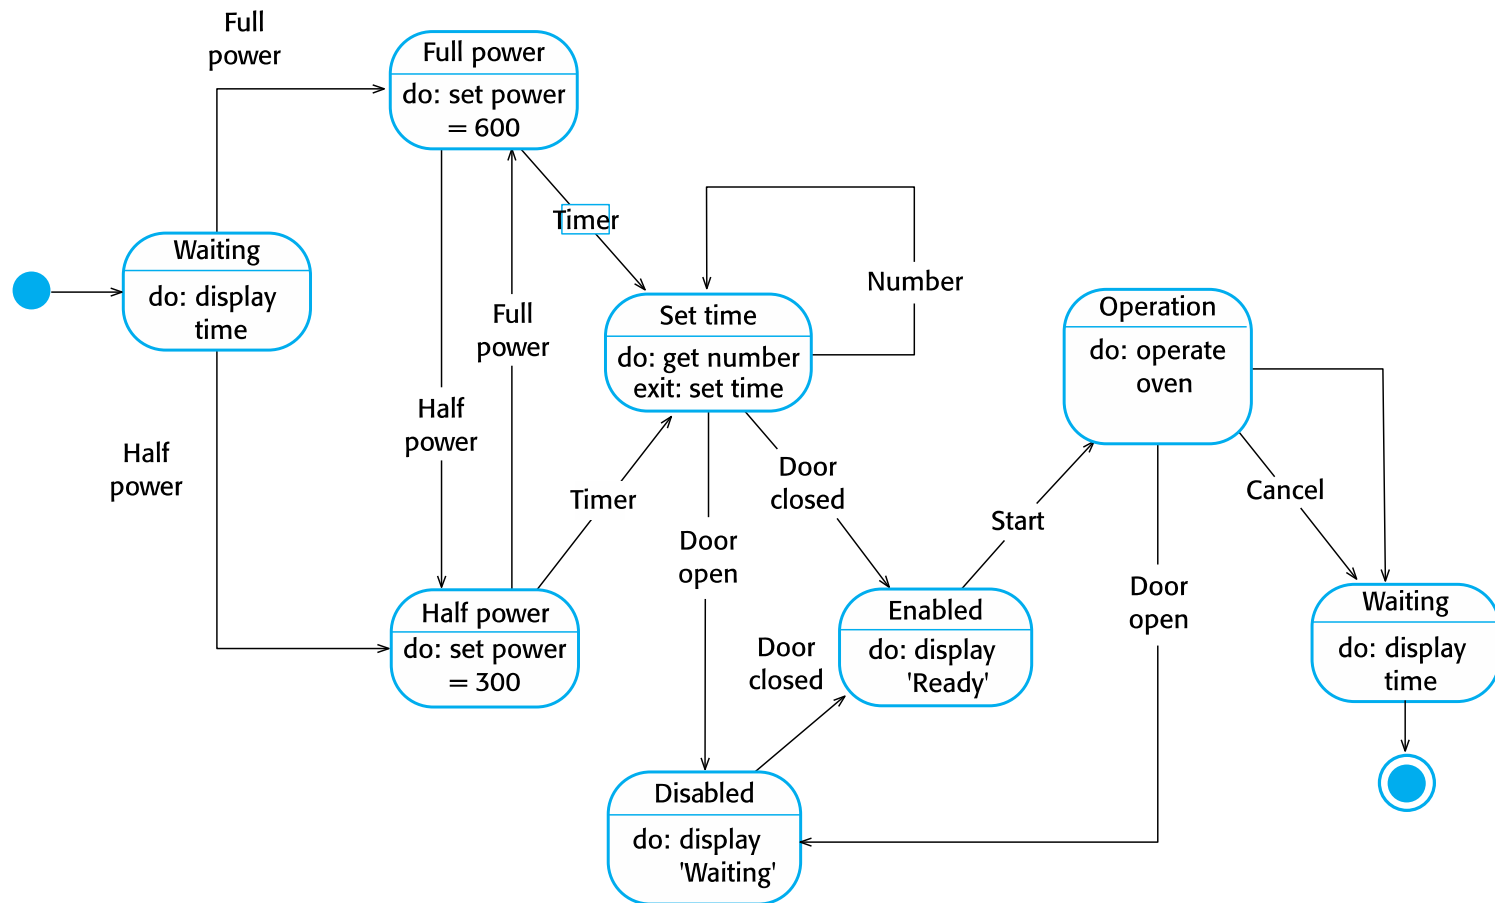 Full
power
Full power
do: set power
= 600
Timer
Waiting
do: display
time
Number
Full
power
Set time
do: get number
exit: set time
Operation
do: operate
oven
Half
power
Half
power
Timer
Door
closed
Door
open
Start
Cancel
Door
open
Half power
do: set power
= 300
Door
closed
Enabled
do: display
'Ready'
Waiting
do: display
time
Disabled
do: display
'Waiting'